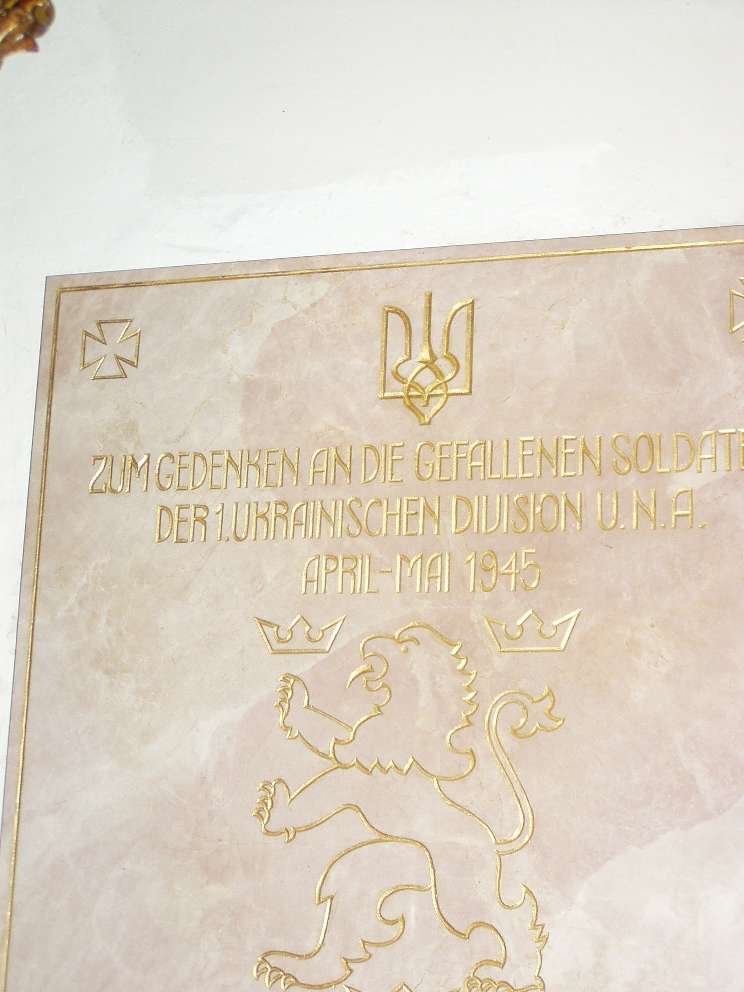 ZUM GEDENKEN AN DIE GEFALLENEN SOLDATE
DER 1. UKRAINISCHEN DIVISION U.N.A.
APRIL-MAI 1945